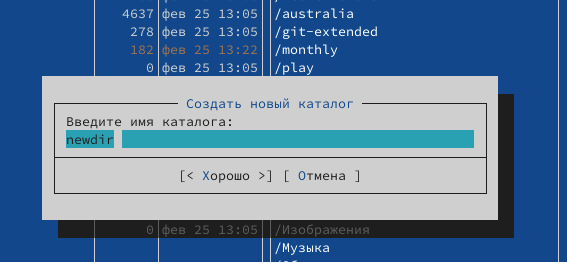 4637 фев 25 13:05 /australia
278 фев 25 13:05 /git-extended
182 фев 25 13:22 /monthly
0 фев 25 13:05 /play
Создать новый каталог
Введите имя каталога:
newdir
[< Хорошо >] [ Отмена ]
0 фев 25 13:05 /Изображения
/Музыка